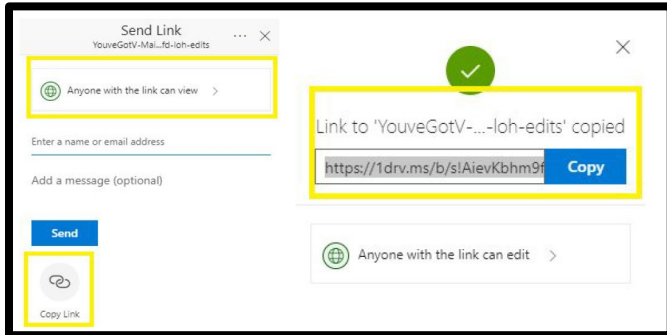 Send Link
YouveGotV-Mai...fd-loh-edits
Anyone with the link can view
Enter a name or email address
Add a message (optional)
Send
Copy Link
Link to 'YouveGotV-...-loh-edits' copied
https://1drv.ms/b/s!AievKbhm9f
Copy
Anyone with the link can edit